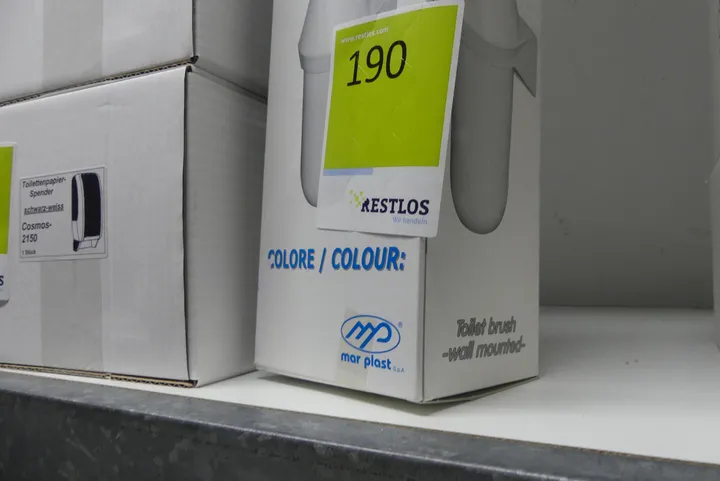 Toilettenpapier-
Spender
schwarz-weiss
Cosmos-
2150
1 Stück
S
www.restlos.com
190
RESTLOS
Wir handeln.
COLORE / COLOUR:
mp®
mar plast S.p.A.
Toilet brush
-wall mounted-